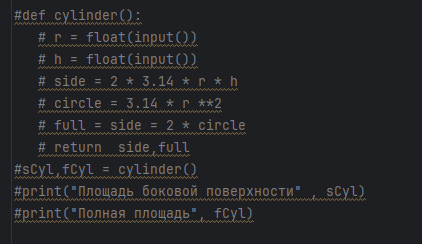 #def cylinder():
   # r = float(input())
   # h = float(input())
   # side = 2 * 3.14 * r * h
   # circle = 3.14 * r **2
   # full = side = 2 * circle
   # return  side,full
#sCyl,fCyl = cylinder()
#print("Площадь боковой поверхности" , sCyl)
#print("Полная площадь", fCyl)